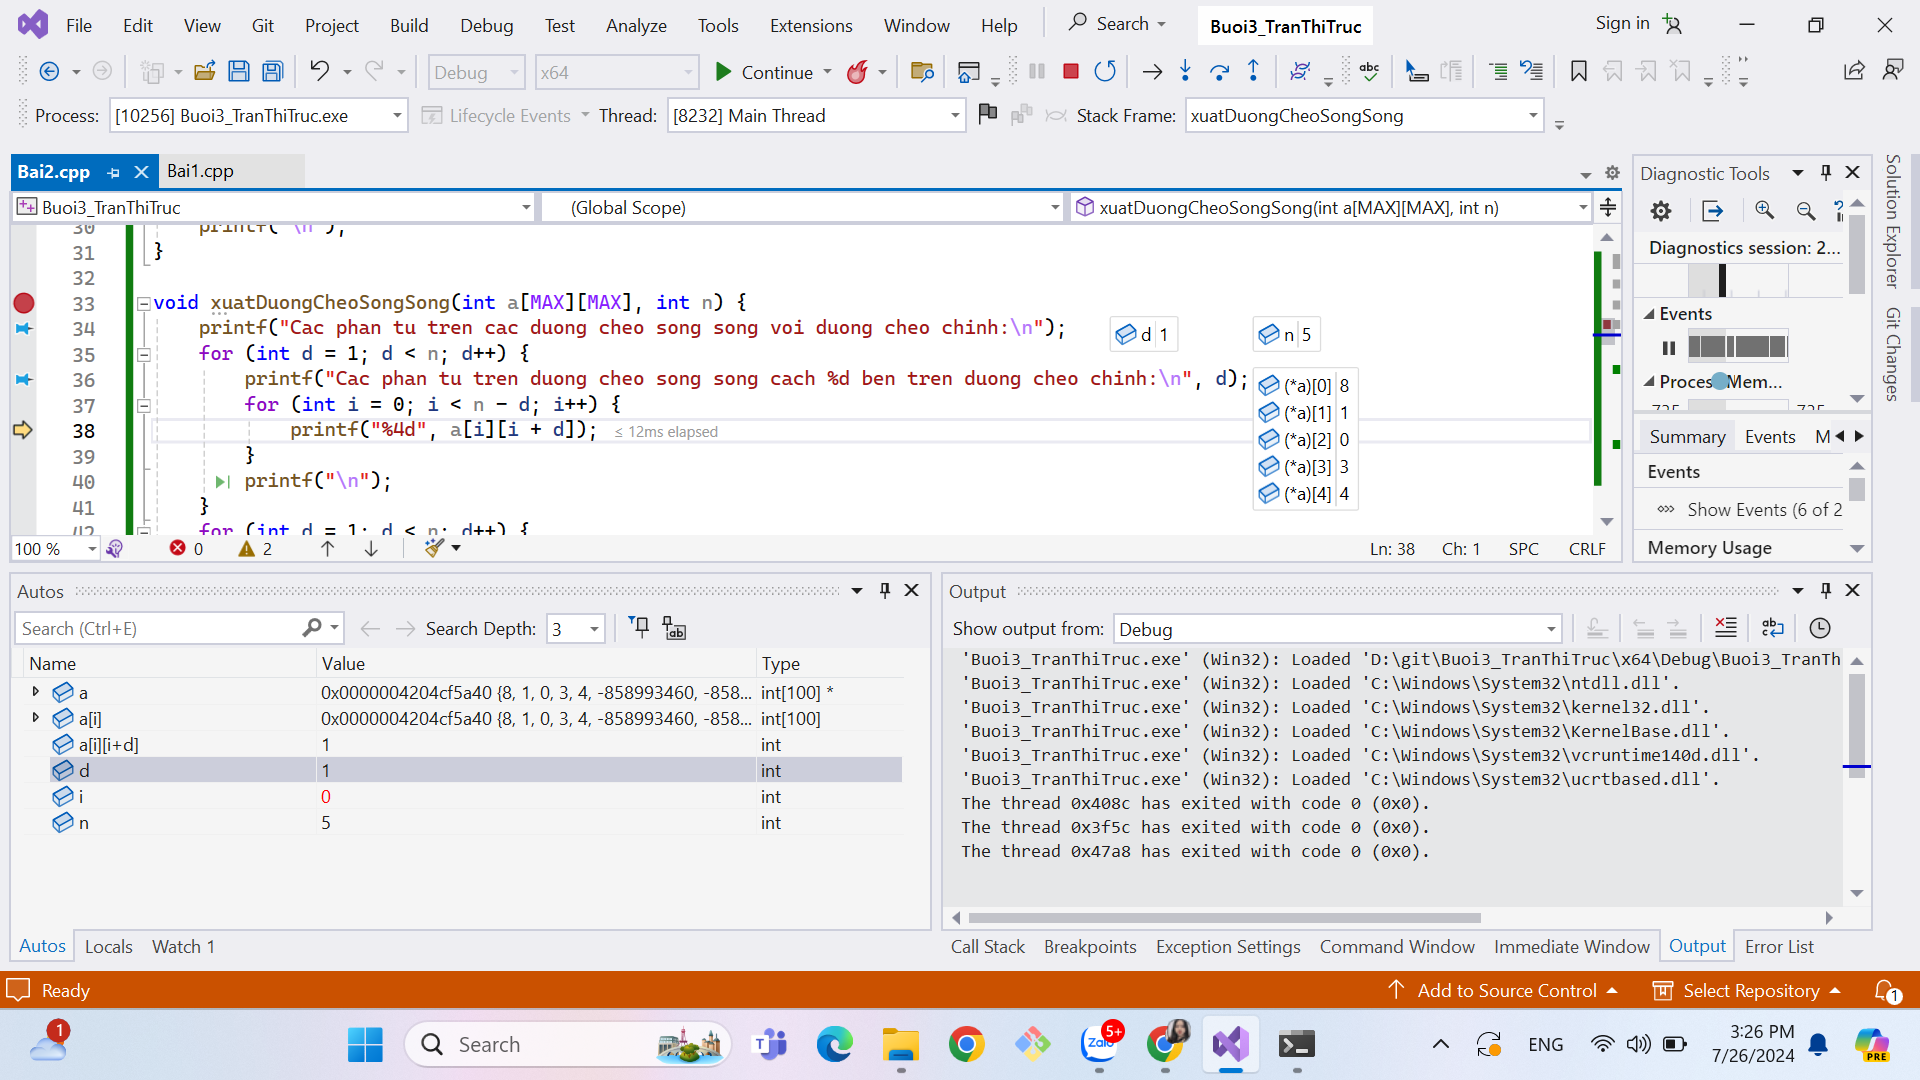 File Edit View Git Project Build Debug Test Analyze Tools Extensions Window Help Search Buoi3_TranThiTruc Sign in
Debug x64 Continue
Process: [10256] Buoi3_TranThiTruc.exe Lifecycle Events Thread: [8232] Main Thread Stack Frame: xuatDuongCheoSongSong
Bai2.cpp Bai1.cpp
Buoi3_TranThiTruc (Global Scope) xuatDuongCheoSongSong(int a[MAX][MAX], int n)
30 printf("\n");
31 }
32
33 void xuatDuongCheoSongSong(int a[MAX][MAX], int n) {
34 printf("Cac phan tu tren cac duong cheo song song voi duong cheo chinh:\n"); d 1 n 5
35 for (int d = 1; d < n; d++) {
36 printf("Cac phan tu tren duong cheo song song cach %d ben tren duong cheo chinh:\n", d);
37 for (int i = 0; i < n - d; i++) {
38 printf("%4d", a[i][i + d]); ≤ 12ms elapsed
39 }
40 printf("\n");
41 }
42 for (int d = 1; d < n; d++) {
(*a)[0] 8
(*a)[1] 1
(*a)[2] 0
(*a)[3] 3
(*a)[4] 4
100 % 0 2 Ln: 38 Ch: 1 SPC CRLF
Diagnostic Tools
Diagnostics session: 2...
Events
Process Mem...
725 725
Summary Events M
Events
Show Events (6 of 2
Memory Usage
Solution Explorer
Git Changes
Autos
Search (Ctrl+E) Search Depth: 3
Name Value Type
a 0x0000004204cf5a40 {8, 1, 0, 3, 4, -858993460, -858... int[100] *
a[i] 0x0000004204cf5a40 {8, 1, 0, 3, 4, -858993460, -858... int[100]
a[i][i+d] 1 int
d 1 int
i 0 int
n 5 int
Autos Locals Watch 1
Output
Show output from: Debug
'Buoi3_TranThiTruc.exe' (Win32): Loaded 'D:\git\Buoi3_TranThiTruc\x64\Debug\Buoi3_TranTh
'Buoi3_TranThiTruc.exe' (Win32): Loaded 'C:\Windows\System32\ntdll.dll'.
'Buoi3_TranThiTruc.exe' (Win32): Loaded 'C:\Windows\System32\kernel32.dll'.
'Buoi3_TranThiTruc.exe' (Win32): Loaded 'C:\Windows\System32\KernelBase.dll'.
'Buoi3_TranThiTruc.exe' (Win32): Loaded 'C:\Windows\System32\vcruntime140d.dll'.
'Buoi3_TranThiTruc.exe' (Win32): Loaded 'C:\Windows\System32\ucrtbased.dll'.
The thread 0x408c has exited with code 0 (0x0).
The thread 0x3f5c has exited with code 0 (0x0).
The thread 0x47a8 has exited with code 0 (0x0).
Call Stack Breakpoints Exception Settings Command Window Immediate Window Output Error List
Ready Add to Source Control Select Repository 1
1 Search Zalo 5+ ENG 3:26 PM
7/26/2024
PRE